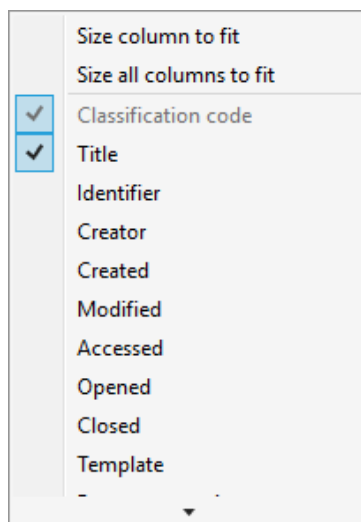 Size column to fit
Size all columns to fit
Classification code
Title
Identifier
Creator
Created
Modified
Accessed
Opened
Closed
Template